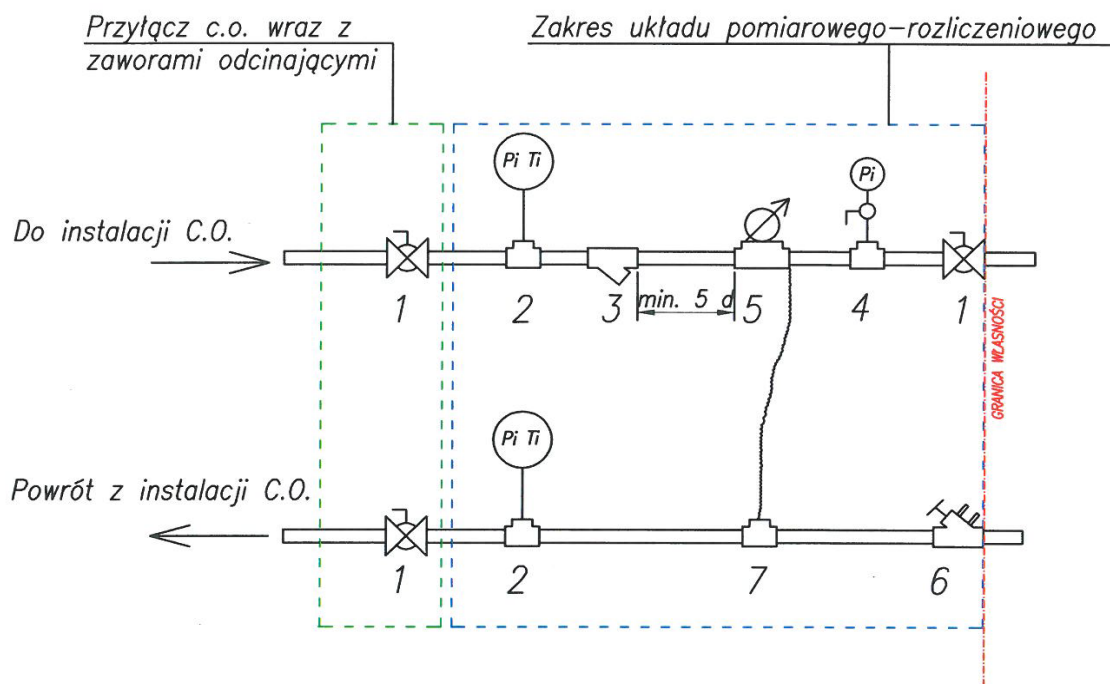 Przyłącz c.o. wraz z
zaworami odcinającymi
Zakres układu pomiarowego-rozliczeniowego
Pi Ti
Pi
Do instalacji C.O.
1
2
3
min. 5 d
5
4
1
GRANICA WŁASNOŚCI
Pi Ti
Powrót z instalacji C.O.
1
2
7
6